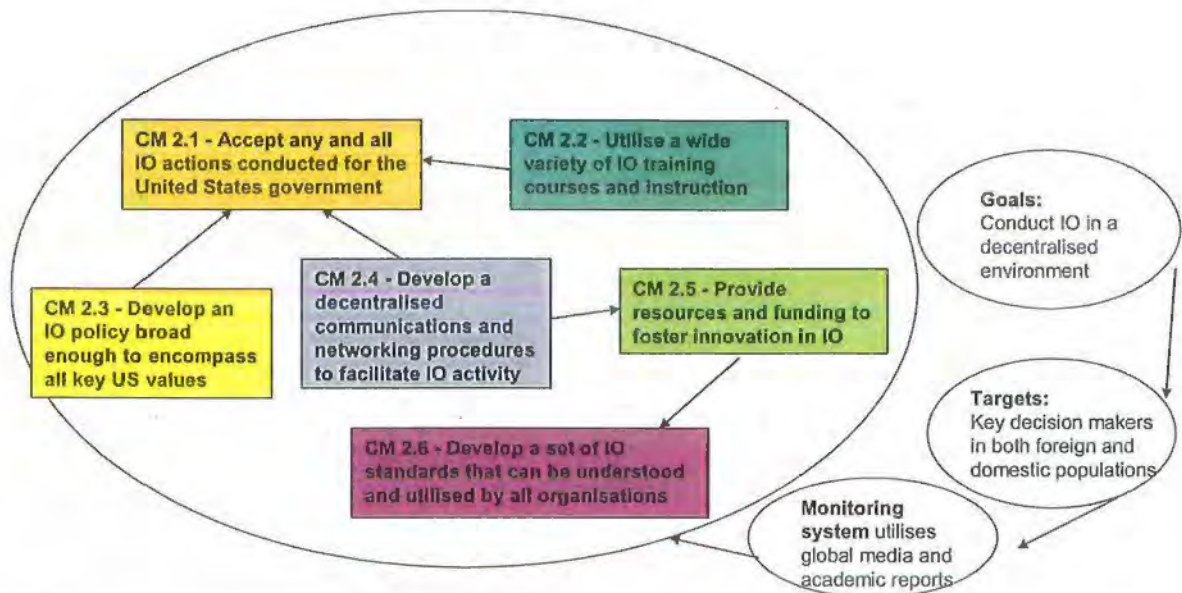 CM 2.1 - Accept any and all
IO actions conducted for the
United States government
CM 2.2 - Utilise a wide
variety of IO training
courses and instruction
CM 2.3 - Develop an
IO policy broad
enough to encompass
all key US values
CM 2.4 - Develop a
decentralised
communications and
networking procedures
to facilitate IO activity
CM 2.5 - Provide
resources and funding to
foster innovation in IO
CM 2.6 - Develop a set of IO
standards that can be understood
and utilised by all organisations
Goals:
Conduct IO in a
decentralised
environment
Targets:
Key decision makers
in both foreign and
domestic populations
Monitoring
system utilises
global media and
academic reports